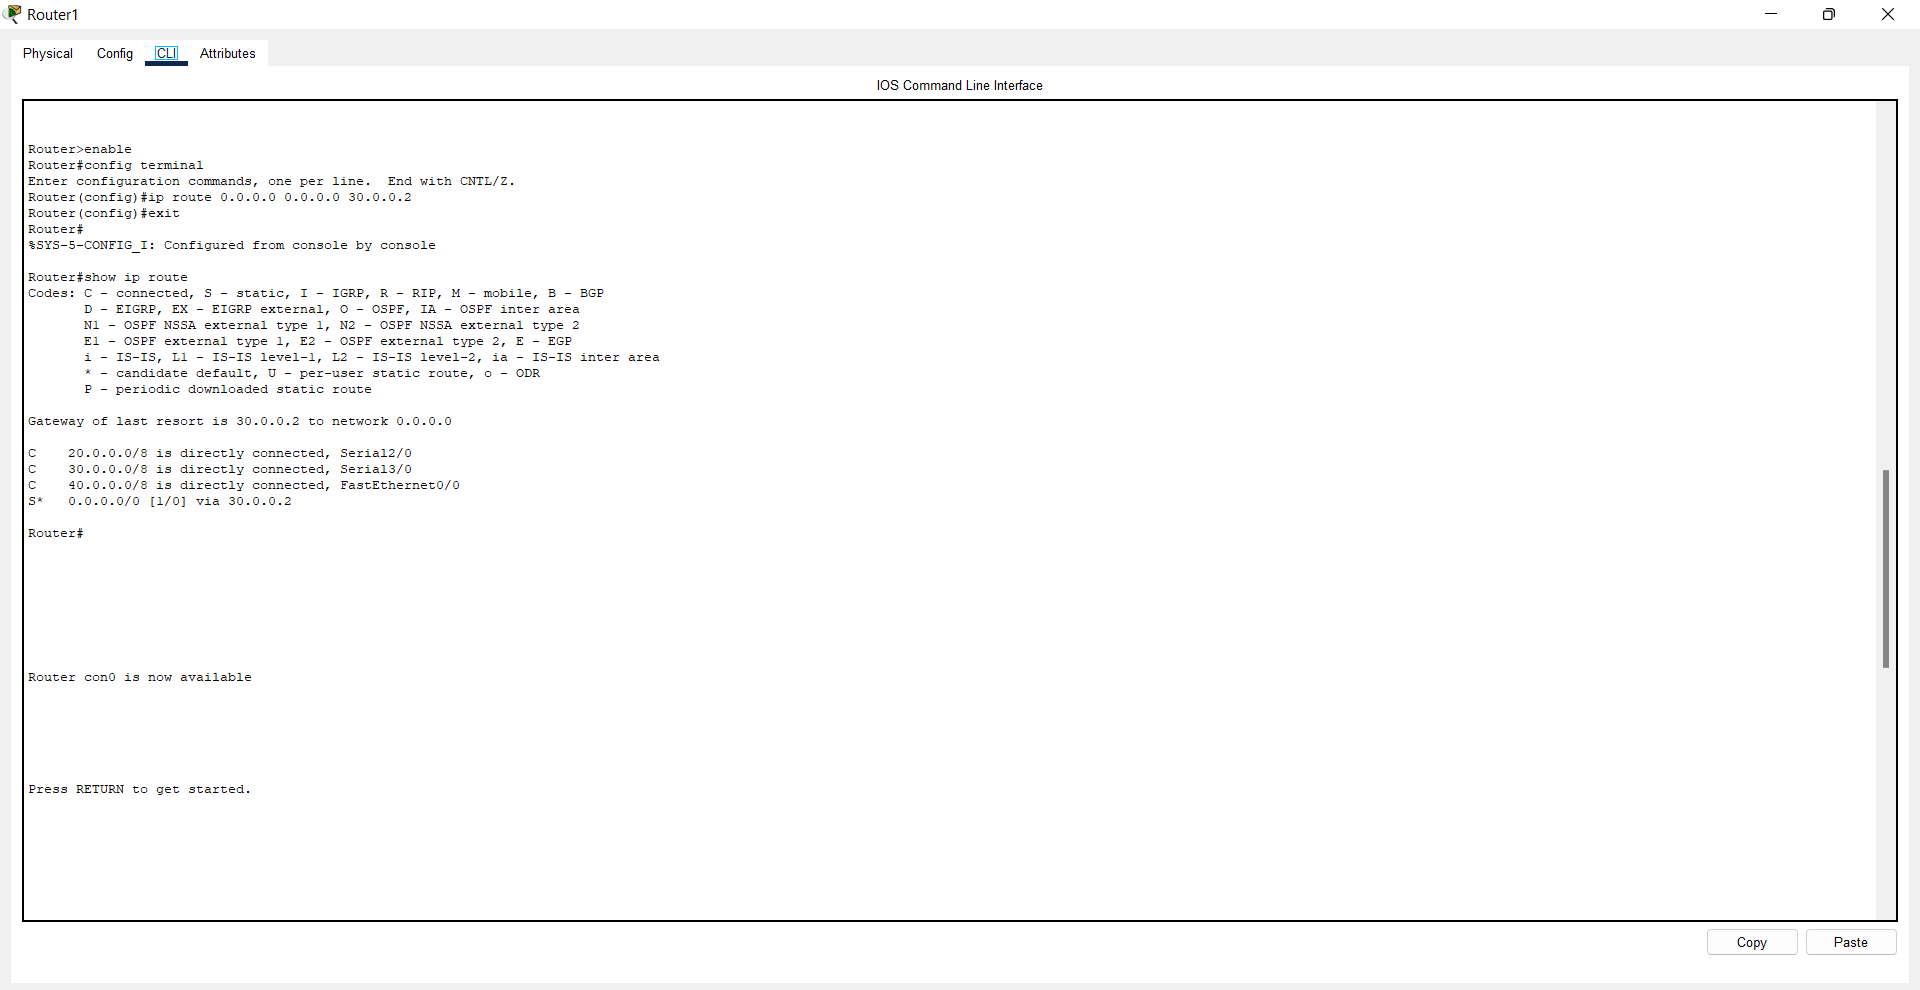 Router1
Physical Config CLI Attributes
IOS Command Line Interface
Router>enable
Router#config terminal
Enter configuration commands, one per line.  End with CNTL/Z.
Router(config)#ip route 0.0.0.0 0.0.0.0 30.0.0.2
Router(config)#exit
Router#
%SYS-5-CONFIG_I: Configured from console by console
Router#show ip route
Codes: C - connected, S - static, I - IGRP, R - RIP, M - mobile, B - BGP
       D - EIGRP, EX - EIGRP external, O - OSPF, IA - OSPF inter area
       N1 - OSPF NSSA external type 1, N2 - OSPF NSSA external type 2
       E1 - OSPF external type 1, E2 - OSPF external type 2, E - EGP
       i - IS-IS, L1 - IS-IS level-1, L2 - IS-IS level-2, ia - IS-IS inter area
       * - candidate default, U - per-user static route, o - ODR
       P - periodic downloaded static route
Gateway of last resort is 30.0.0.2 to network 0.0.0.0
C    20.0.0.0/8 is directly connected, Serial2/0
C    30.0.0.0/8 is directly connected, Serial3/0
C    40.0.0.0/8 is directly connected, FastEthernet0/0
S*   0.0.0.0/0 [1/0] via 30.0.0.2
Router#
Router con0 is now available
Press RETURN to get started.
Copy Paste